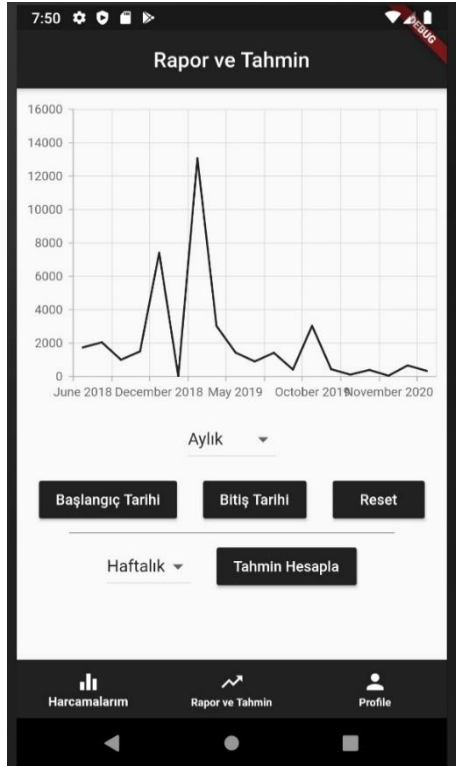 7:50
DEBUG
Rapor ve Tahmin
16000
14000
12000
10000
8000
6000
4000
2000
0
June 2018 December 2018 May 2019 October 2019 November 2020
Aylık
Başlangıç Tarihi Bitiş Tarihi Reset
Haftalık Tahmin Hesapla
Harcamalarım Rapor ve Tahmin Profile